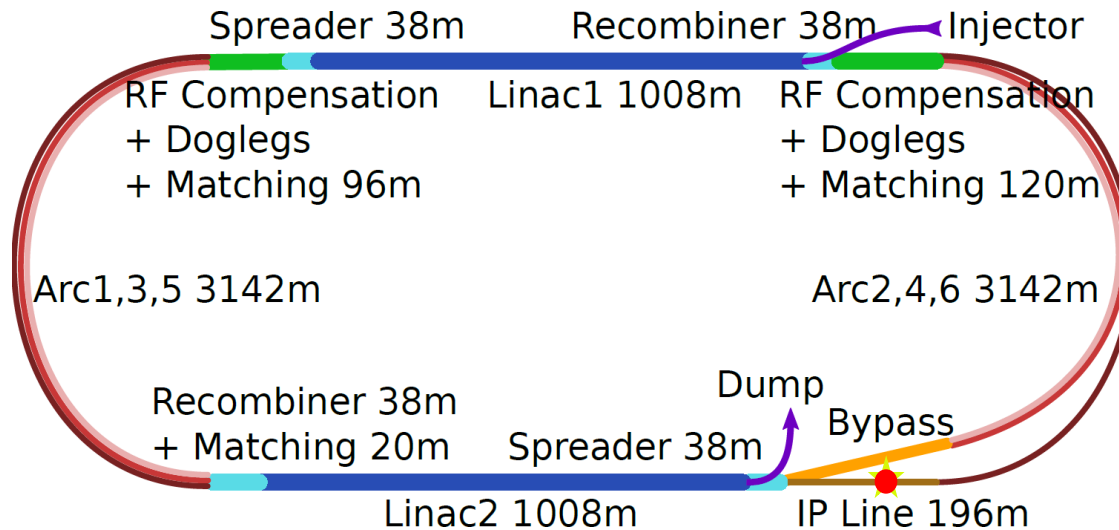 Spreader 38m
Recombiner 38m
Injector
RF Compensation
+ Doglegs
+ Matching 96m
Linac1 1008m
RF Compensation
+ Doglegs
+ Matching 120m
Arc1,3,5 3142m
Arc2,4,6 3142m
Recombiner 38m
+ Matching 20m
Spreader 38m
Dump
Bypass
Linac2 1008m
IP Line 196m